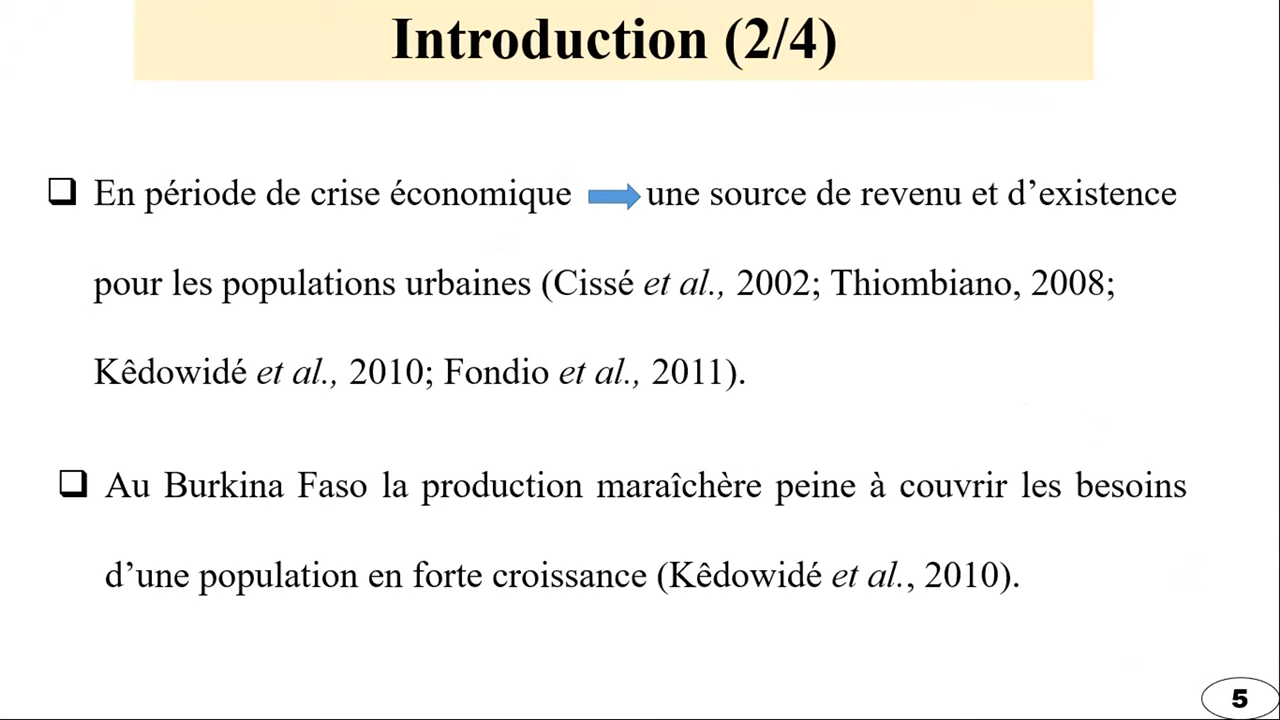 Introduction (2/4)
❑ En période de crise économique ➡ une source de revenu et d’existence
pour les populations urbaines (Cissé et al., 2002; Thiombiano, 2008;
Kêdowidé et al., 2010; Fondio et al., 2011).
❑ Au Burkina Faso la production maraîchère peine à couvrir les besoins
d’une population en forte croissance (Kêdowidé et al., 2010).
5